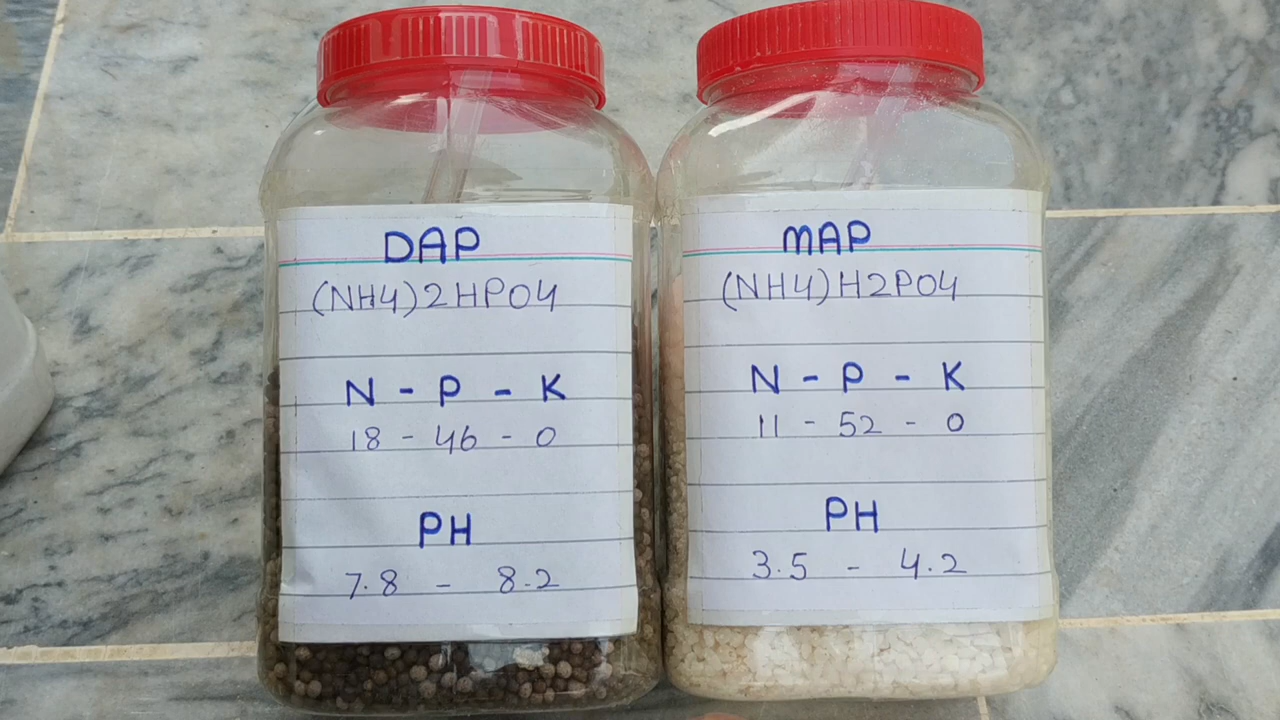 DAP
(NH4)2HPO4
N - P - K
18 - 46 - 0
PH
7.8 - 8.2
MAP
(NH4)H2PO4
N - P - K
11 - 52 - 0
PH
3.5 - 4.2